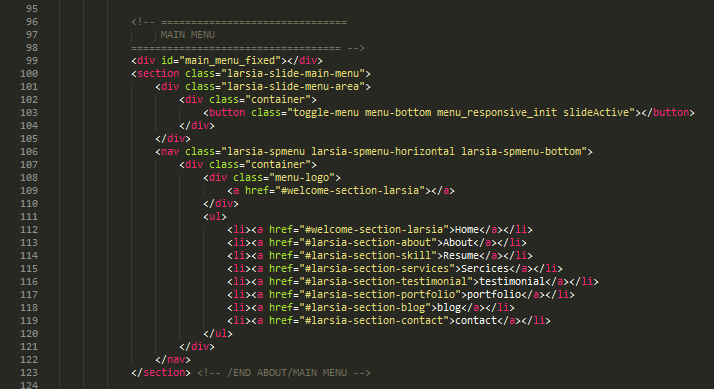 95
96 <!-- ===============================
97 MAIN MENU
98 =================================== -->
99 <div id="main_menu_fixed"></div>
100 <section class="larsia-slide-main-menu">
101 <div class="larsia-slide-menu-area">
102 <div class="container">
103 <button class="toggle-menu menu-bottom menu_responsive_init slideActive"></button>
104 </div>
105 </div>
106 <nav class="larsia-spmenu larsia-spmenu-horizontal larsia-spmenu-bottom">
107 <div class="container">
108 <div class="menu-logo">
109 <a href="#welcome-section-larsia"></a>
110 </div>
111 <ul>
112 <li><a href="#welcome-section-larsia">Home</a></li>
113 <li><a href="#larsia-section-about">About</a></li>
114 <li><a href="#larsia-section-skill">Resume</a></li>
115 <li><a href="#larsia-section-services">Sercices</a></li>
116 <li><a href="#larsia-section-testimonial">testimonial</a></li>
117 <li><a href="#larsia-section-portfolio">portfolio</a></li>
118 <li><a href="#larsia-section-blog">blog</a></li>
119 <li><a href="#larsia-section-contact">contact</a></li>
120 </ul>
121 </div>
122 </nav>
123 </section> <!-- /END ABOUT/MAIN MENU -->
124